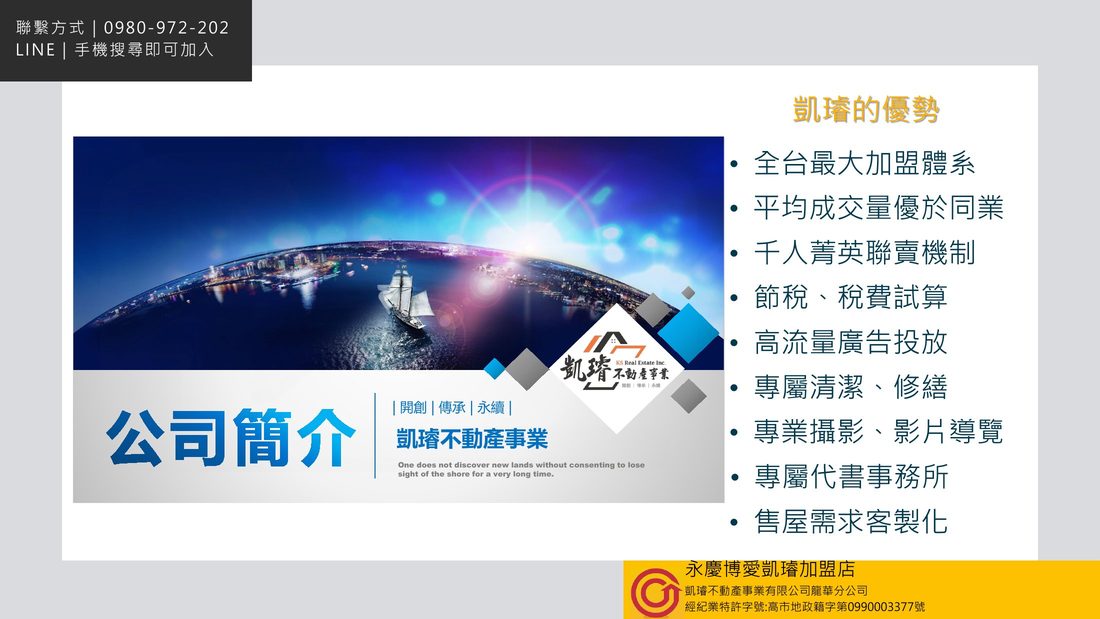 聯繫方式 | 0980-972-202
LINE | 手機搜尋即可加入
凱璿的優勢
• 全台最大加盟體系
• 平均成交量優於同業
• 千人菁英聯賣機制
• 節稅、稅費試算
• 高流量廣告投放
• 專屬清潔、修繕
• 專業攝影、影片導覽
• 專屬代書事務所
• 售屋需求客製化
KS Real Estate Inc
凱璿不動產事業
開創 | 傳承 | 永續
公司簡介
| 開創 | 傳承 | 永續 |
凱璿不動產事業
One does not discover new lands without consenting to lose
sight of the shore for a very long time.
永慶博愛凱璿加盟店
凱璿不動產事業有限公司龍華分公司
經紀業特許字號:高市地政籍字第0990003377號